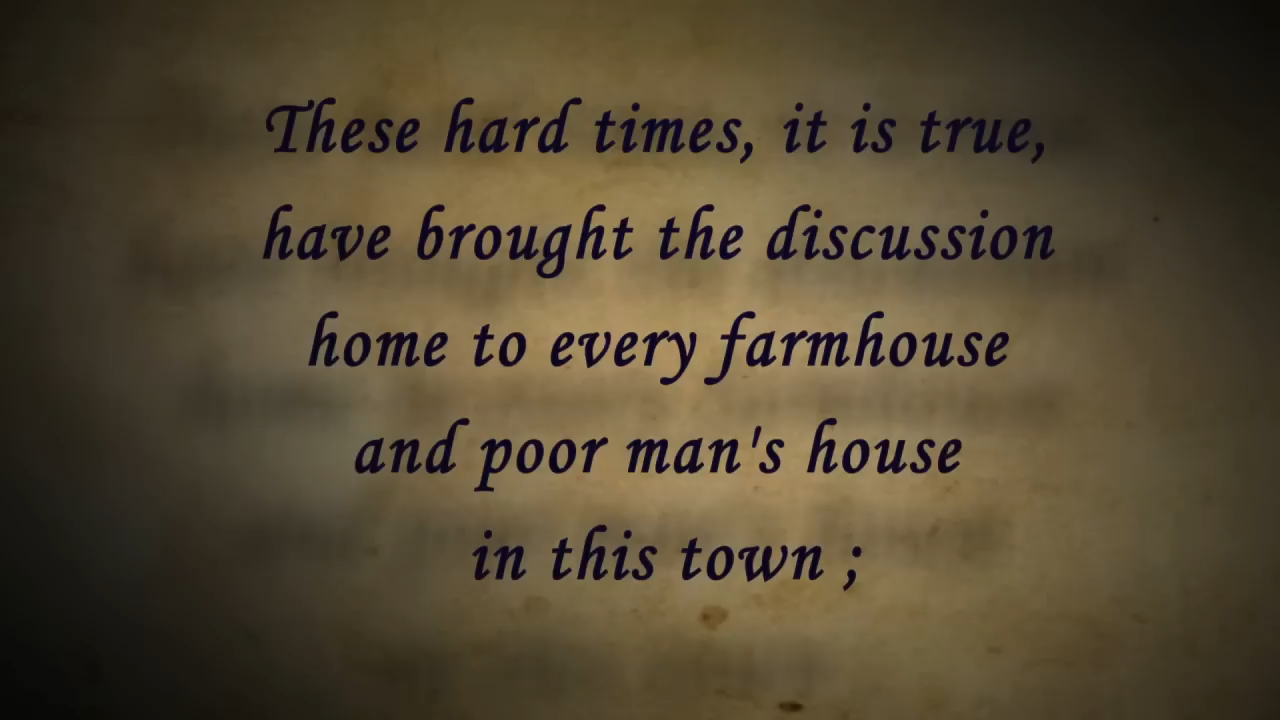 These hard times, it is true,
have brought the discussion
home to every farmhouse
and poor man's house
in this town ;